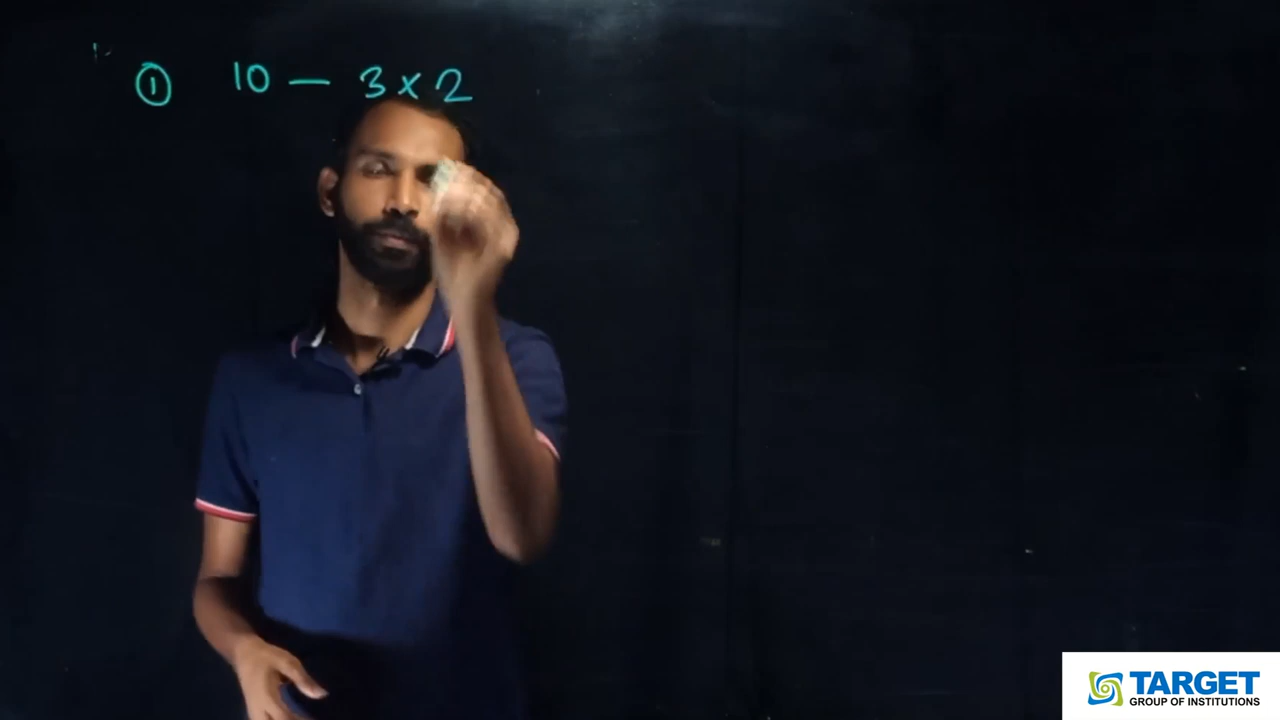 ① 10 — 3 × 2
TARGET
GROUP OF INSTITUTIONS